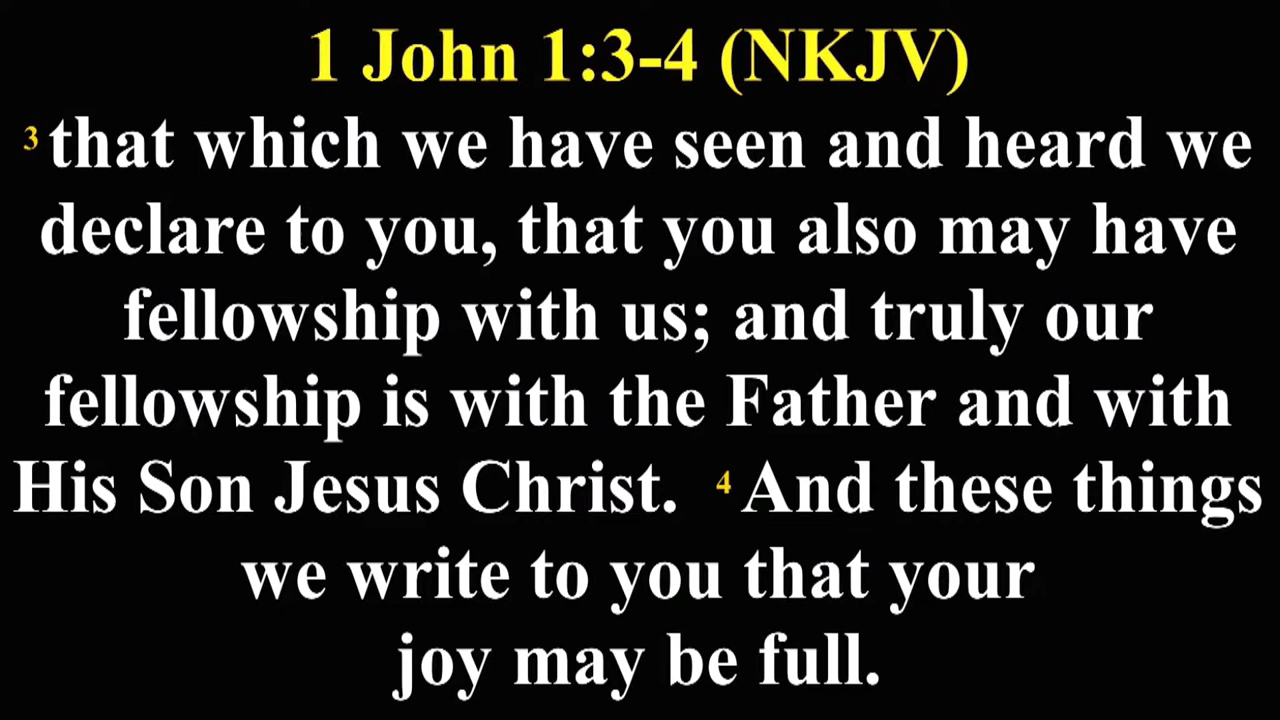 1 John 1:3-4 (NKJV)
3 that which we have seen and heard we
declare to you, that you also may have
fellowship with us; and truly our
fellowship is with the Father and with
His Son Jesus Christ. 4 And these things
we write to you that your
joy may be full.